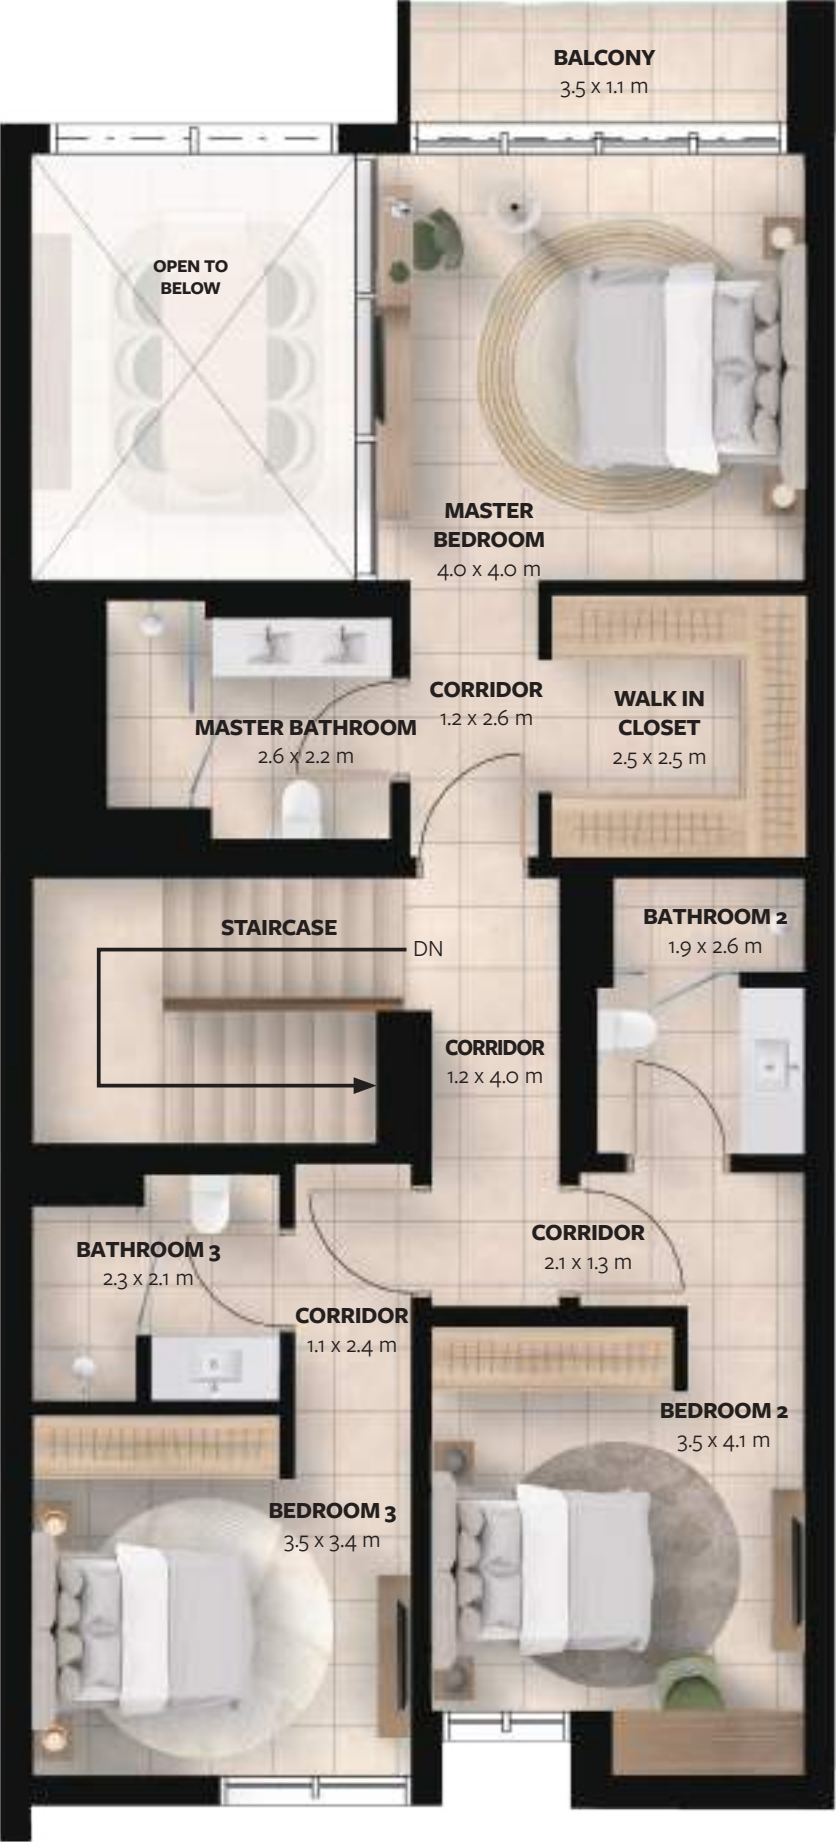 BALCONY
3.5 x 1.1 m
OPEN TO
BELOW
MASTER
BEDROOM
4.0 x 4.0 m
CORRIDOR
1.2 x 2.6 m
WALK IN
CLOSET
2.5 x 2.5 m
MASTER BATHROOM
2.6 x 2.2 m
STAIRCASE
DN
BATHROOM 2
1.9 x 2.6 m
CORRIDOR
1.2 x 4.0 m
CORRIDOR
2.1 x 1.3 m
BATHROOM 3
2.3 x 2.1 m
CORRIDOR
1.1 x 2.4 m
BEDROOM 2
3.5 x 4.1 m
BEDROOM 3
3.5 x 3.4 m